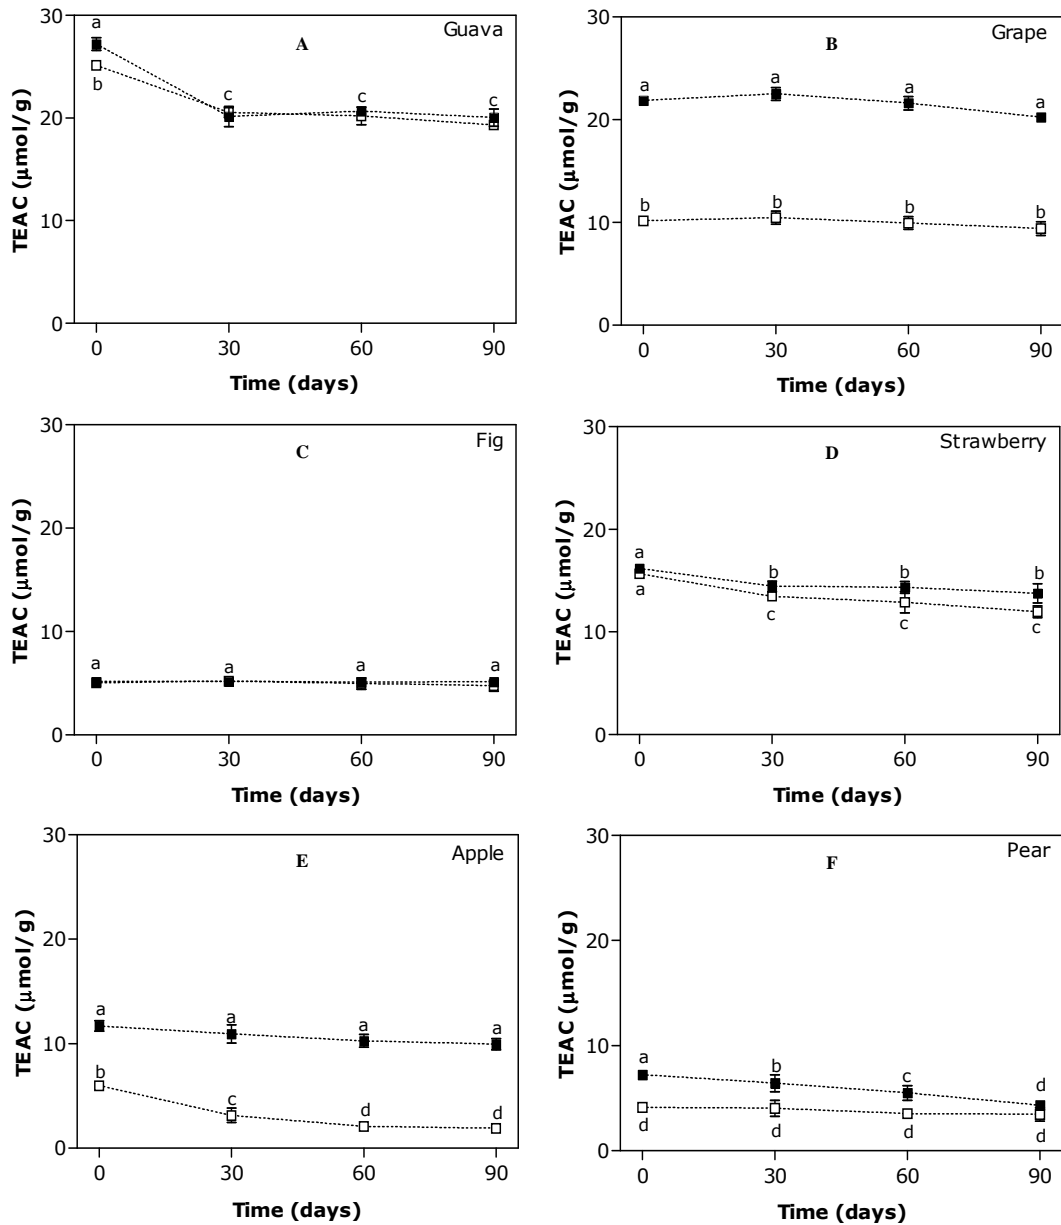 30
20
10
0
TEAC (μmol/g)
A
Guava
a
b
c
c
c
0 30 60 90
Time (days)
30
20
10
0
TEAC (μmol/g)
B
Grape
a a a a
b b b b
0 30 60 90
Time (days)
30
20
10
0
TEAC (μmol/g)
C
Fig
a a a a
0 30 60 90
Time (days)
30
20
10
0
TEAC (μmol/g)
D
Strawberry
a b b b
a c c c
0 30 60 90
Time (days)
30
20
10
0
TEAC (μmol/g)
E
Apple
a a a a
b c d d
0 30 60 90
Time (days)
30
20
10
0
TEAC (μmol/g)
F
Pear
a b c d
d d d d
0 30 60 90
Time (days)